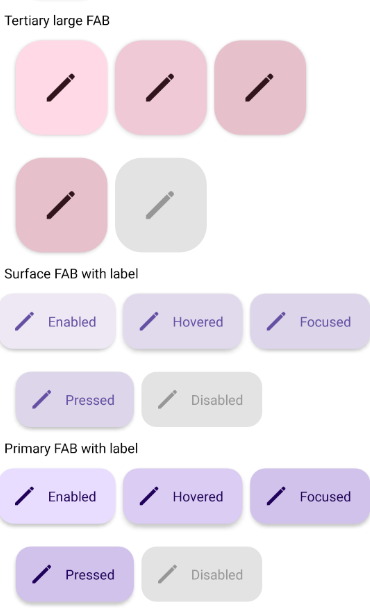 Tertiary large FAB
Surface FAB with label
Enabled Hovered Focused
Pressed Disabled
Primary FAB with label
Enabled Hovered Focused
Pressed Disabled